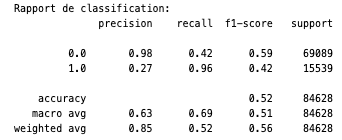 Rapport de classification:
precision recall f1-score support
0.0 0.98 0.42 0.59 69089
1.0 0.27 0.96 0.42 15539
accuracy 0.52 84628
macro avg 0.63 0.69 0.51 84628
weighted avg 0.85 0.52 0.56 84628